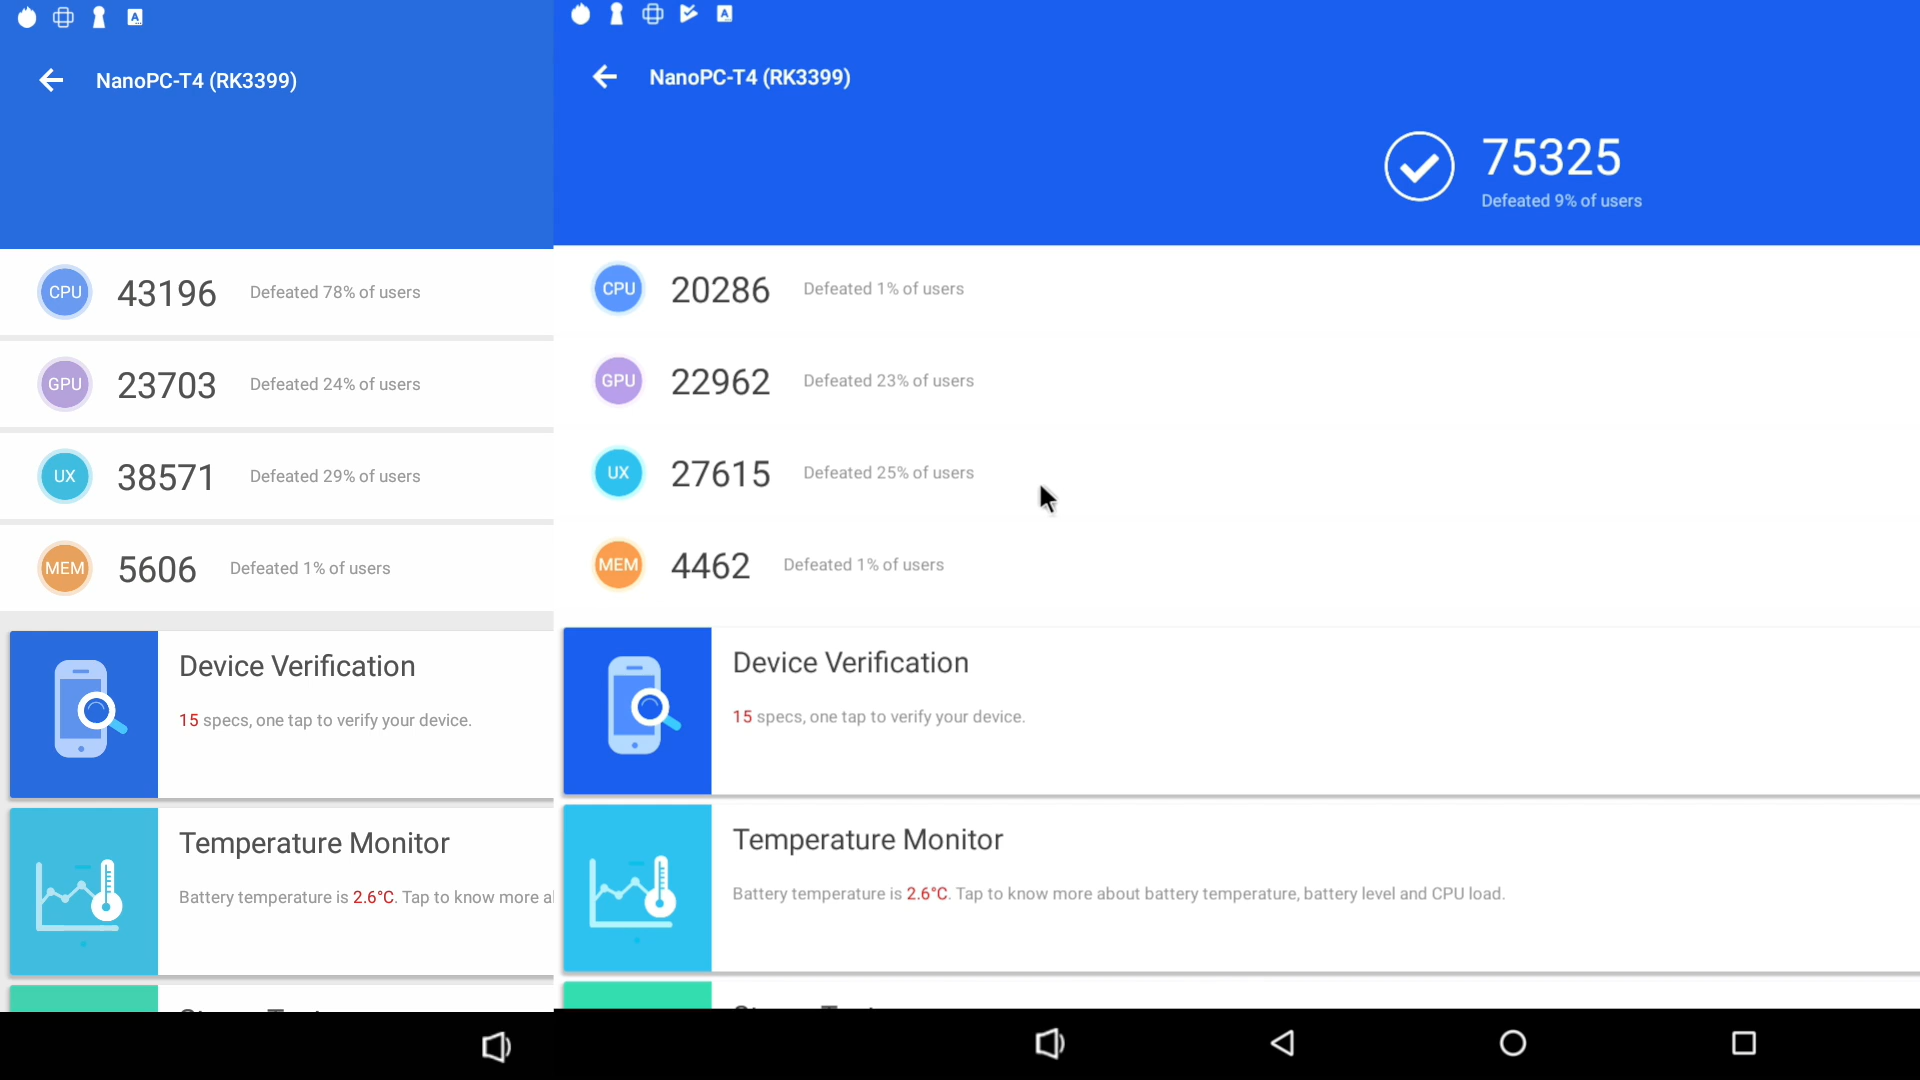 NanoPC-T4 (RK3399)
CPU 43196 Defeated 78% of users
GPU 23703 Defeated 24% of users
UX 38571 Defeated 29% of users
MEM 5606 Defeated 1% of users
Device Verification
15 specs, one tap to verify your device.
Temperature Monitor
Battery temperature is 2.6°C. Tap to know more a
NanoPC-T4 (RK3399)
75325
Defeated 9% of users
CPU 20286 Defeated 1% of users
GPU 22962 Defeated 23% of users
UX 27615 Defeated 25% of users
MEM 4462 Defeated 1% of users
Device Verification
15 specs, one tap to verify your device.
Temperature Monitor
Battery temperature is 2.6°C. Tap to know more about battery temperature, battery level and CPU load.